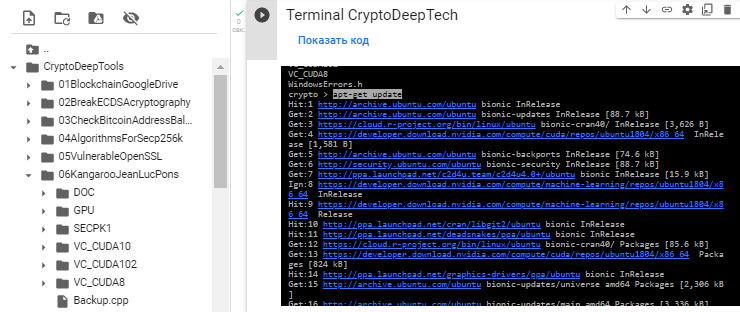 ..
CryptoDeepTools
01BlockchainGoogleDrive
02BreakECDSAcryptography
03CheckBitcoinAddressBal...
04AlgorithmsForSecp256k
05VulnerableOpenSSL
06KangarooJeanLucPons
DOC
GPU
SECPK1
VC_CUDA10
VC_CUDA102
VC_CUDA8
Backup.cpp
0
сек.
Terminal CryptoDeepTech
Показать код
VC_CUDA8
WindowsErrors.h
crypto > apt-get update
Hit:1 http://archive.ubuntu.com/ubuntu bionic InRelease
Get:2 http://archive.ubuntu.com/ubuntu bionic-updates InRelease [88.7 kB]
Get:3 https://cloud.r-project.org/bin/linux/ubuntu bionic-cran40/ InRelease [3,626 B]
Get:4 https://developer.download.nvidia.com/compute/cuda/repos/ubuntu1804/x86_64  InRele
ase [1,581 B]
Get:5 http://archive.ubuntu.com/ubuntu bionic-backports InRelease [74.6 kB]
Get:6 http://security.ubuntu.com/ubuntu bionic-security InRelease [88.7 kB]
Get:7 http://ppa.launchpad.net/c2d4u.team/c2d4u4.0+/ubuntu bionic InRelease [15.9 kB]
Ign:8 https://developer.download.nvidia.com/compute/machine-learning/repos/ubuntu1804/x8
6_64  InRelease
Hit:9 https://developer.download.nvidia.com/compute/machine-learning/repos/ubuntu1804/x8
6_64  Release
Hit:10 http://ppa.launchpad.net/cran/libgit2/ubuntu bionic InRelease
Hit:11 http://ppa.launchpad.net/deadsnakes/ppa/ubuntu bionic InRelease
Get:12 https://cloud.r-project.org/bin/linux/ubuntu bionic-cran40/ Packages [85.6 kB]
Get:13 https://developer.download.nvidia.com/compute/cuda/repos/ubuntu1804/x86_64  Packa
ges [824 kB]
Hit:14 http://ppa.launchpad.net/graphics-drivers/ppa/ubuntu bionic InRelease
Get:15 http://archive.ubuntu.com/ubuntu bionic-updates/universe amd64 Packages [2,306 kB
]
Get:16 http://archive.ubuntu.com/ubuntu bionic-updates/main amd64 Packages [3,336 kB]